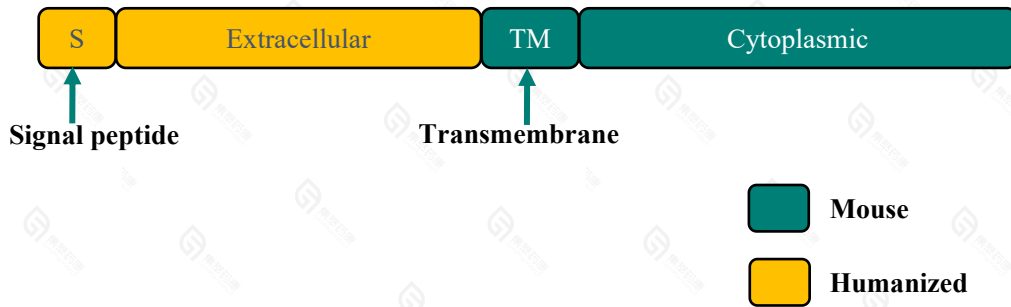 S Extracellular TM Cytoplasmic
Signal peptide Transmembrane
Mouse
Humanized